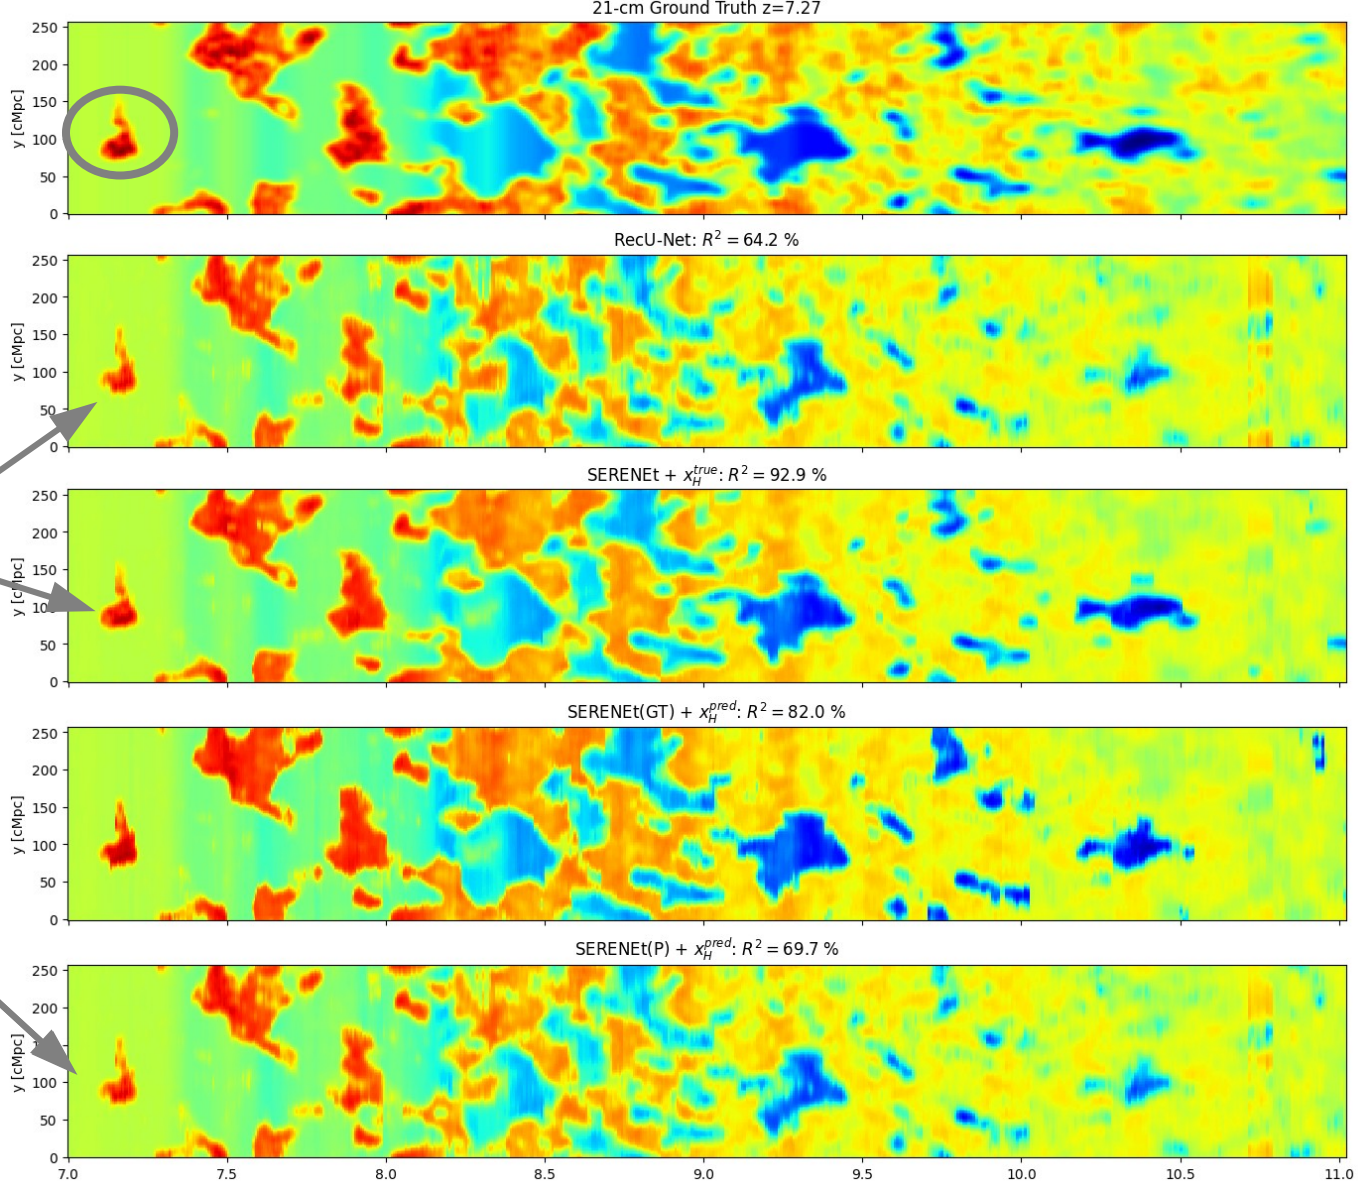 21-cm Ground Truth z=7.27
250
200
150
100
50
0
y [cMpc]
RecU-Net: R² = 64.2 %
250
200
150
100
50
0
y [cMpc]
SERENEt + x_H^{true}: R² = 92.9 %
250
200
150
100
50
0
y [cMpc]
SERENEt(GT) + x_H^{pred}: R² = 82.0 %
250
200
150
100
50
0
y [cMpc]
SERENEt(P) + x_H^{pred}: R² = 69.7 %
250
200
150
100
50
0
y [cMpc]
7.0 7.5 8.0 8.5 9.0 9.5 10.0 10.5 11.0